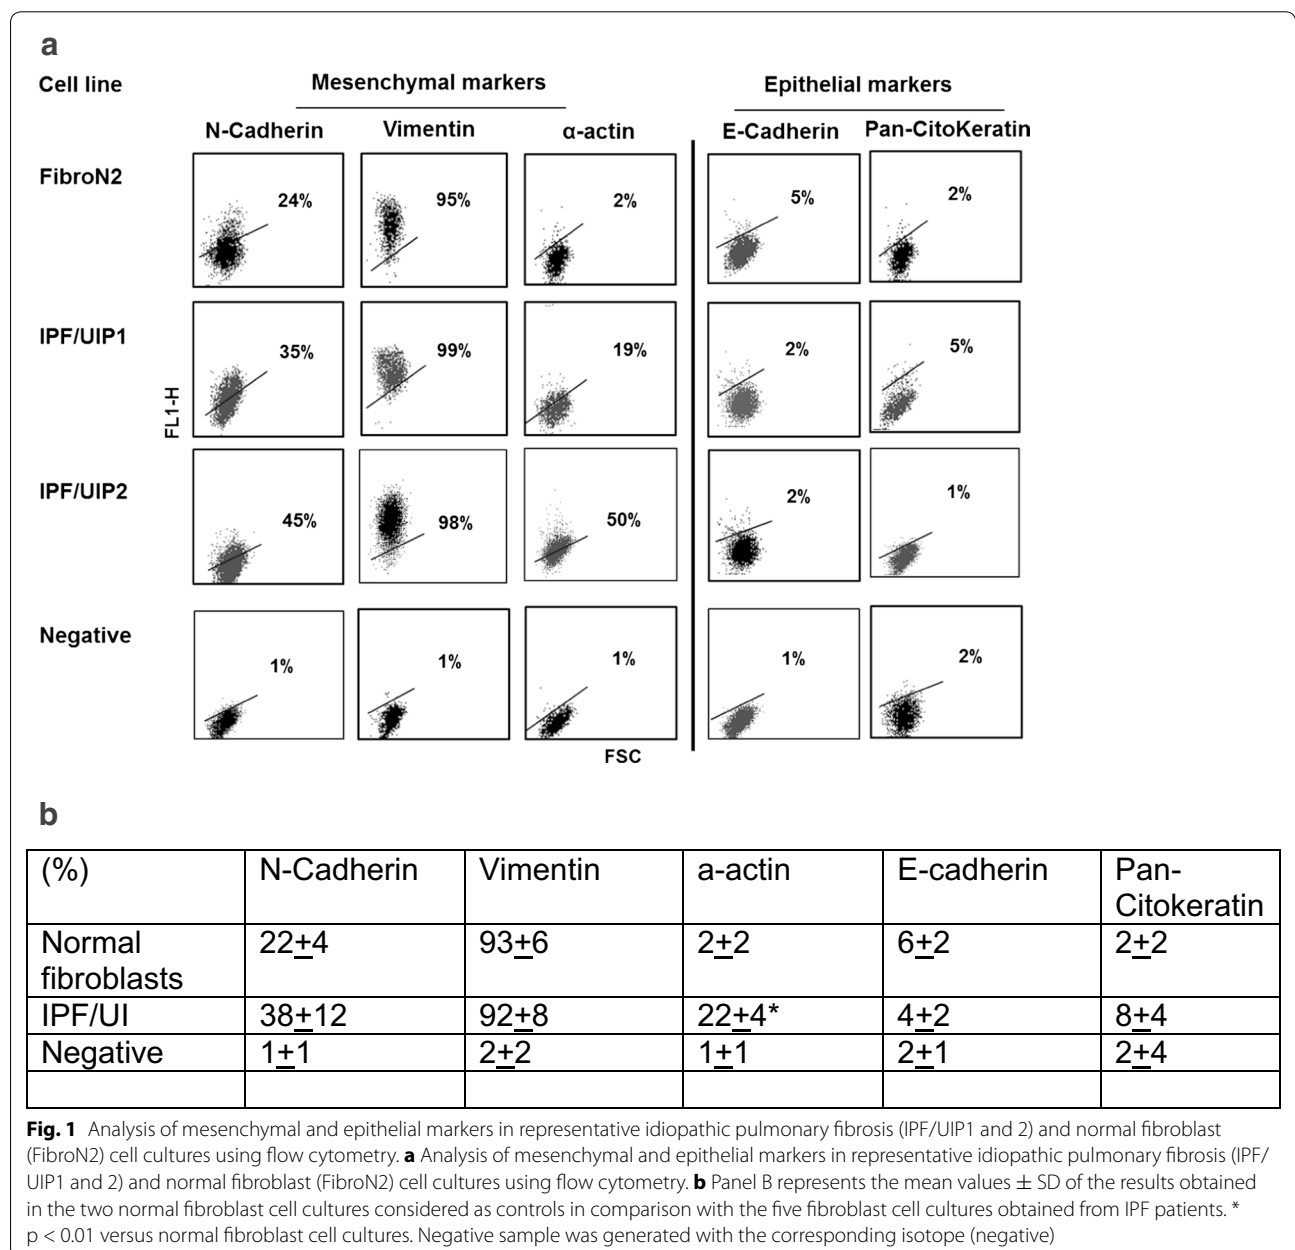 a
Cell line
Mesenchymal markers
Epithelial markers
N-Cadherin
Vimentin
α-actin
E-Cadherin
Pan-CitoKeratin
FibroN2
24%
95%
2%
5%
2%
IPF/UIP1
35%
99%
19%
2%
5%
FL1-H
IPF/UIP2
45%
98%
50%
2%
1%
Negative
1%
1%
1%
1%
2%
FSC
b
(%) N-Cadherin Vimentin a-actin E-cadherin Pan-
Citokeratin
Normal 22±4 93±6 2±2 6±2 2±2
fibroblasts
IPF/UI 38±12 92±8 22±4* 4±2 8±4
Negative 1±1 2±2 1±1 2±1 2±4
Fig. 1 Analysis of mesenchymal and epithelial markers in representative idiopathic pulmonary fibrosis (IPF/UIP1 and 2) and normal fibroblast
(FibroN2) cell cultures using flow cytometry. a Analysis of mesenchymal and epithelial markers in representative idiopathic pulmonary fibrosis (IPF/
UIP1 and 2) and normal fibroblast (FibroN2) cell cultures using flow cytometry. b Panel B represents the mean values ± SD of the results obtained
in the two normal fibroblast cell cultures considered as controls in comparison with the five fibroblast cell cultures obtained from IPF patients. *
p < 0.01 versus normal fibroblast cell cultures. Negative sample was generated with the corresponding isotope (negative)